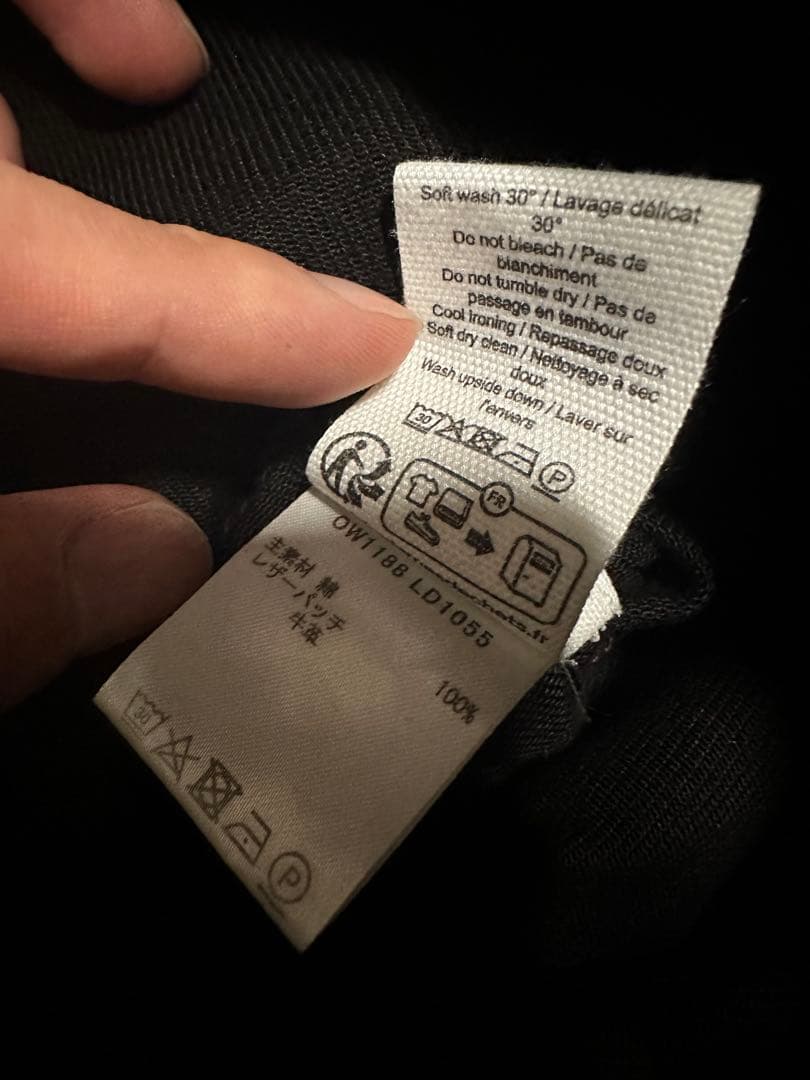 Soft wash 30° / Lavage délicat
30°
Do not bleach / Pas de
blanchiment
Do not tumble dry / Pas de
passage en tambour
Cool ironing / Repassage doux
Soft dry clean / Nettoyage à sec
doux
Wash upside down / Laver sur
l'envers
30 P
FR
OW1188 LD1055
主素材 綿
100%
レザーパッチ
牛革
30 P